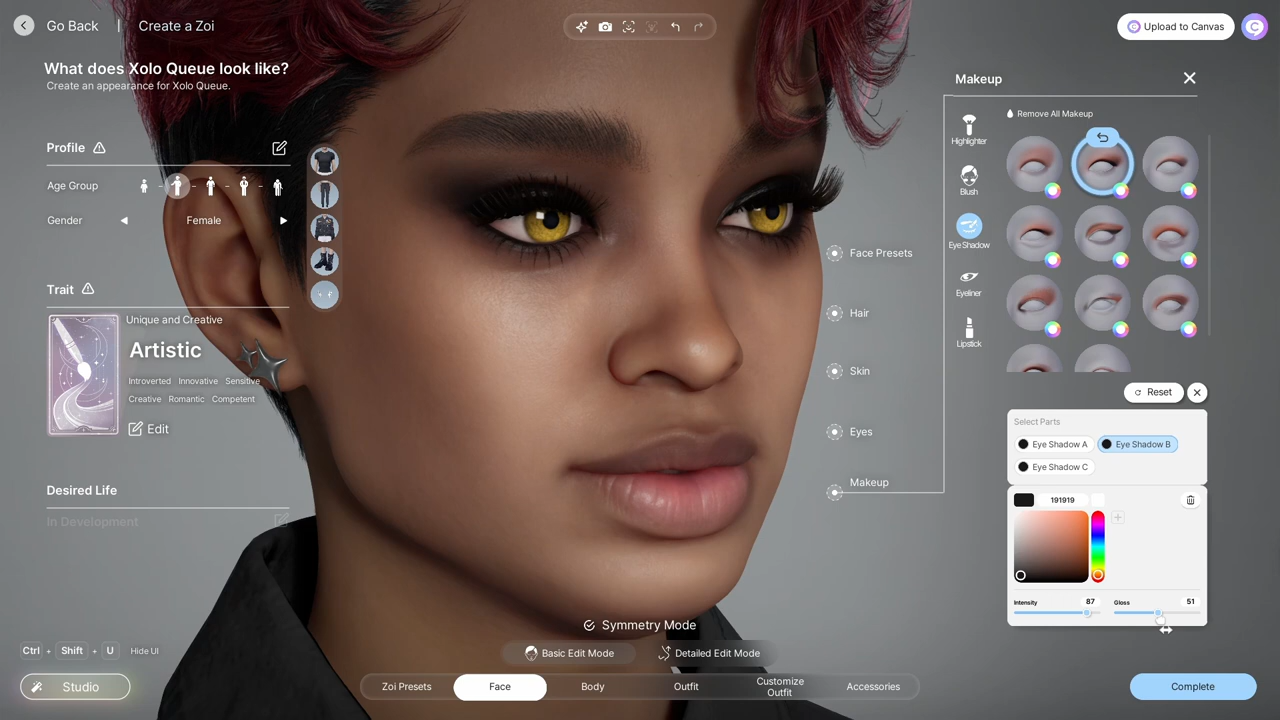 Go Back
Create a Zoi
Upload to Canvas
What does Xolo Queue look like?
Create an appearance for Xolo Queue.
Profile
Age Group
Gender
Female
Trait
Unique and Creative
Artistic
Introverted Innovative Sensitive
Creative Romantic Competent
Edit
Desired Life
In Development
Ctrl + Shift + U Hide UI
Studio
Face Presets
Hair
Skin
Eyes
Makeup
Makeup
Remove All Makeup
Highlighter
Blush
Eye Shadow
Eyeliner
Lipstick
Reset
Select Parts
Eye Shadow A
Eye Shadow B
Eye Shadow C
191919
Intensity 87
Gloss 51
Symmetry Mode
Basic Edit Mode
Detailed Edit Mode
Zoi Presets
Face
Body
Outfit
Customize
Outfit
Accessories
Complete